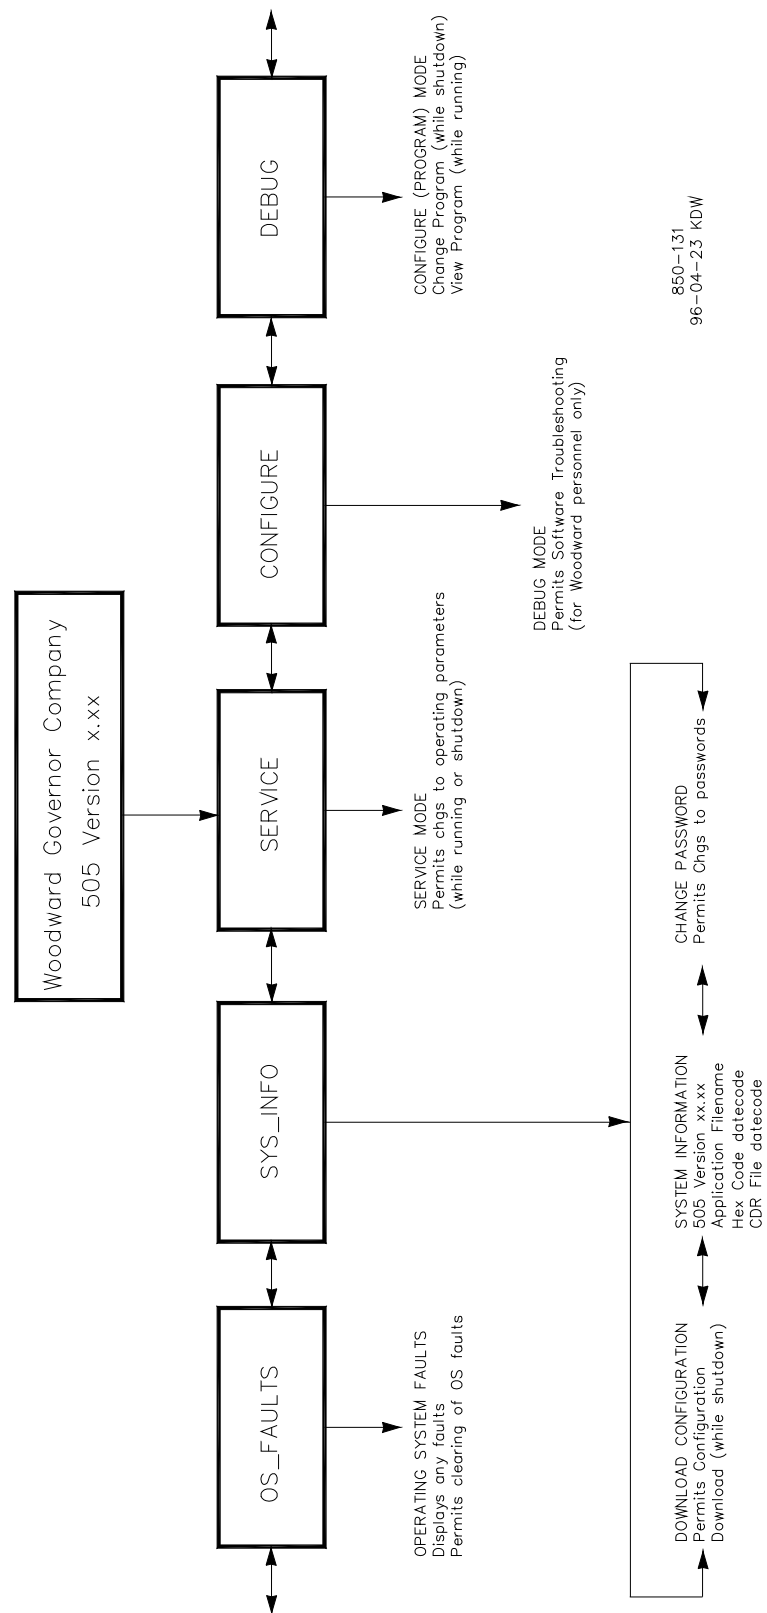 Woodward Governor Company
505 Version x.xx
OS_FAULTS
SYS_INFO
SERVICE
CONFIGURE
DEBUG
OPERATING SYSTEM FAULTS
Displays any faults
Permits clearing of OS faults
SERVICE MODE
Permits chgs to operating parameters
(while running or shutdown)
CONFIGURE (PROGRAM) MODE
Change Program (while shutdown)
View Program (while running)
DEBUG MODE
Permits Software Troubleshooting
(for Woodward personnel only)
DOWNLOAD CONFIGURATION
Permits Configuration
Download (while shutdown)
SYSTEM INFORMATION
505 Version xx.xx
Application Filename
Hex Code datecode
CDR File datecode
CHANGE PASSWORD
Permits Chgs to passwords
850-131
96-04-23 KDW